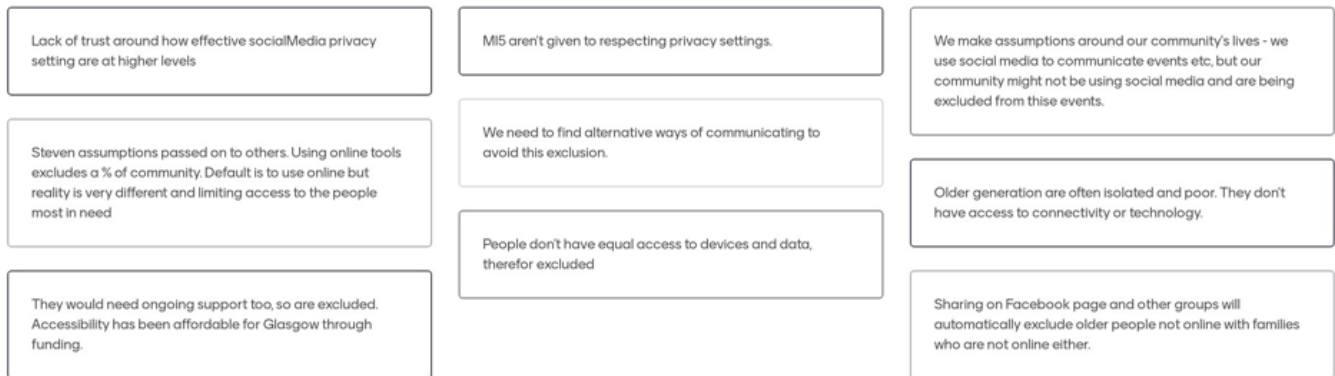 Lack of trust around how effective socialMedia privacy
setting are at higher levels
Steven assumptions passed on to others. Using online tools
excludes a % of community. Default is to use online but
reality is very different and limiting access to the people
most in need
They would need ongoing support too, so are excluded.
Accessibility has been affordable for Glasgow through
funding.
MI5 aren't given to respecting privacy settings.
We need to find alternative ways of communicating to
avoid this exclusion.
People don't have equal access to devices and data,
therefor excluded
We make assumptions around our community's lives - we
use social media to communicate events etc, but our
community might not be using social media and are being
excluded from thise events.
Older generation are often isolated and poor. They don't
have access to connectivity or technology.
Sharing on Facebook page and other groups will
automatically exclude older people not online with families
who are not online either.